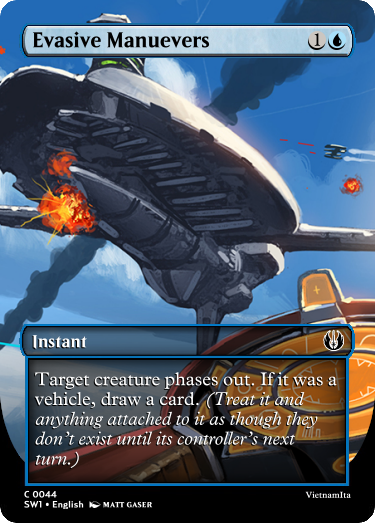 Evasive Manuevers 1
Instant
Target creature phases out. If it was a
vehicle, draw a card. (Treat it and
anything attached to it as though they
don't exist until its controller's next
turn.)
C 0044
SW1 • English MATT GASER
VietnamIta